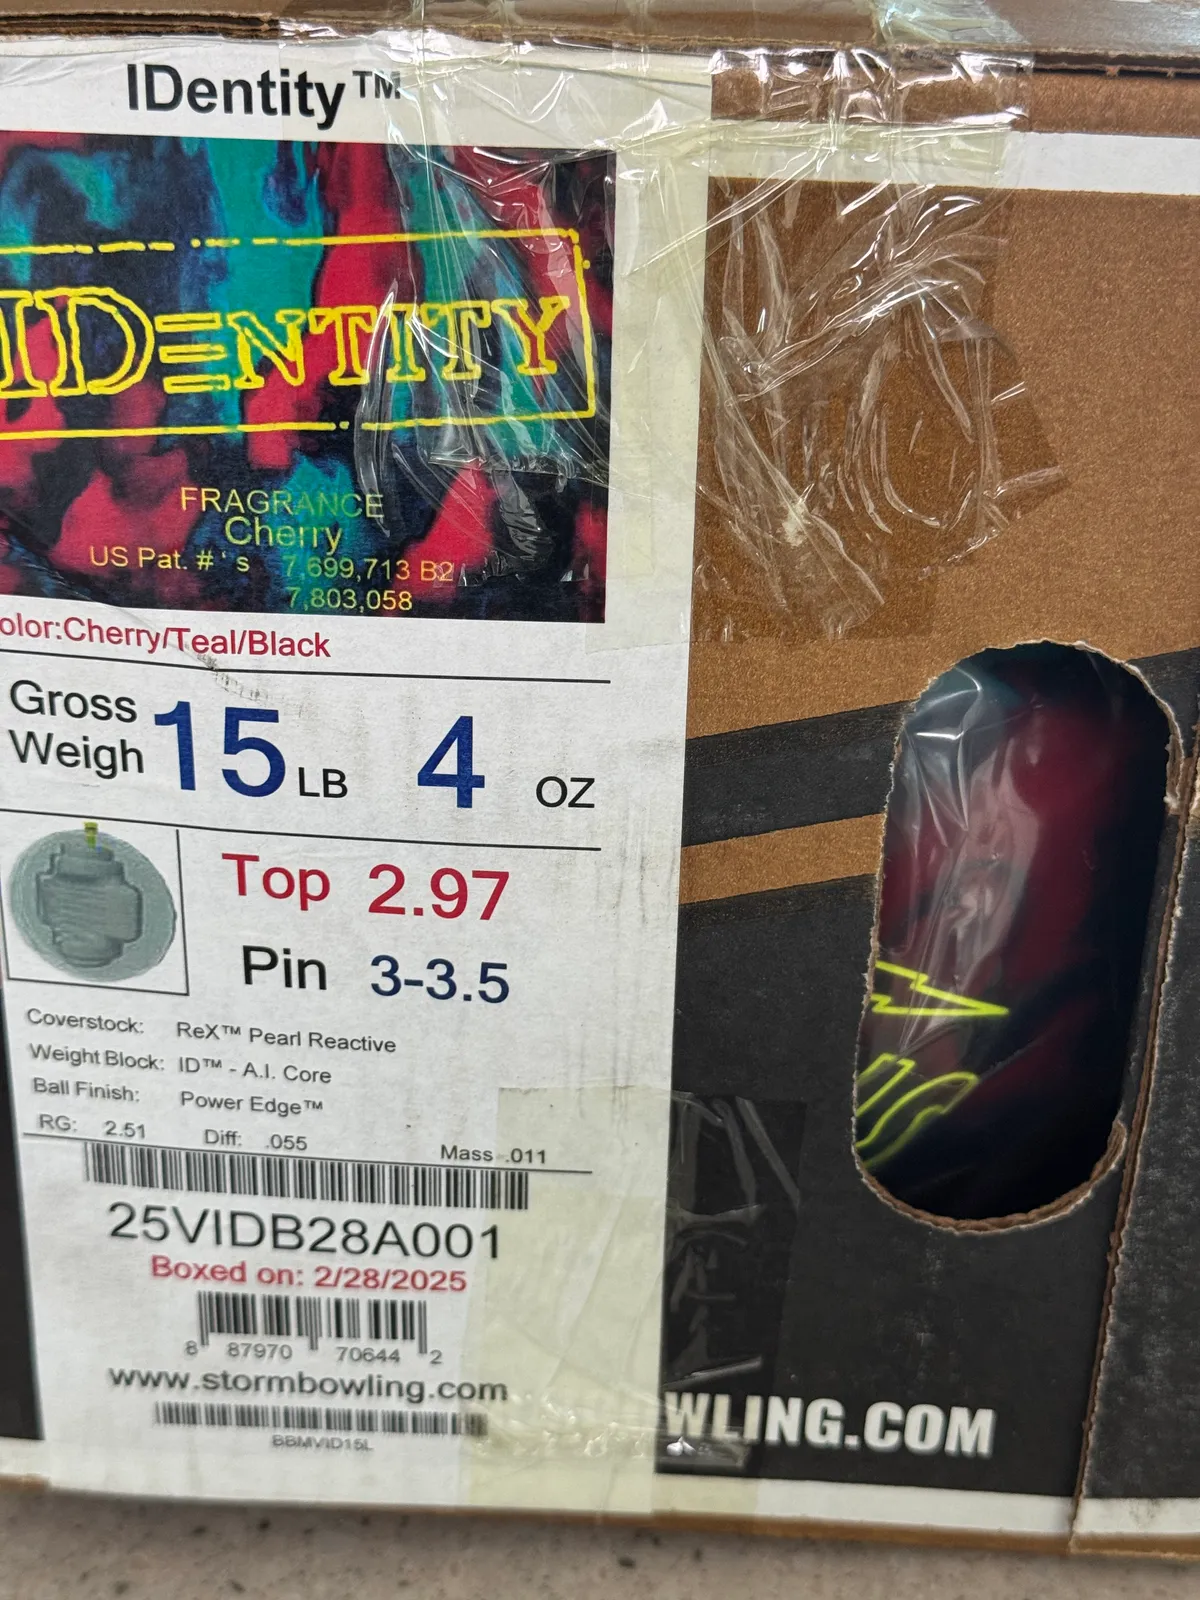 IDentity™
IDENTITY
FRAGRANCE
Cherry
US Pat. #'s 7,699,713 B2
7,803,058
olor:Cherry/Teal/Black
Gross
Weigh 15 LB 4 OZ
Top 2.97
Pin 3-3.5
Coverstock: ReX™ Pearl Reactive
Weight Block: ID™ - A.I. Core
Ball Finish: Power Edge™
RG: 2.51 Diff: .055 Mass .011
25VIDB28A001
Boxed on: 2/28/2025
8 87970 70644 2
www.stormbowling.com
BBMVID15L
WLING.COM